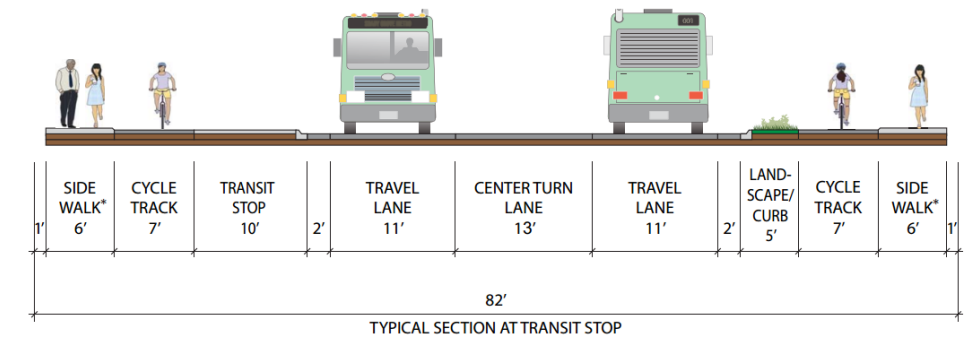 SIDE
WALK*
6’
CYCLE
TRACK
7’
TRANSIT
STOP
10’
TRAVEL
LANE
11’
CENTER TURN
LANE
13’
TRAVEL
LANE
11’
LAND-
SCAPE/
CURB
5’
CYCLE
TRACK
7’
SIDE
WALK*
6’
1’
2’
2’
1’
82’
TYPICAL SECTION AT TRANSIT STOP